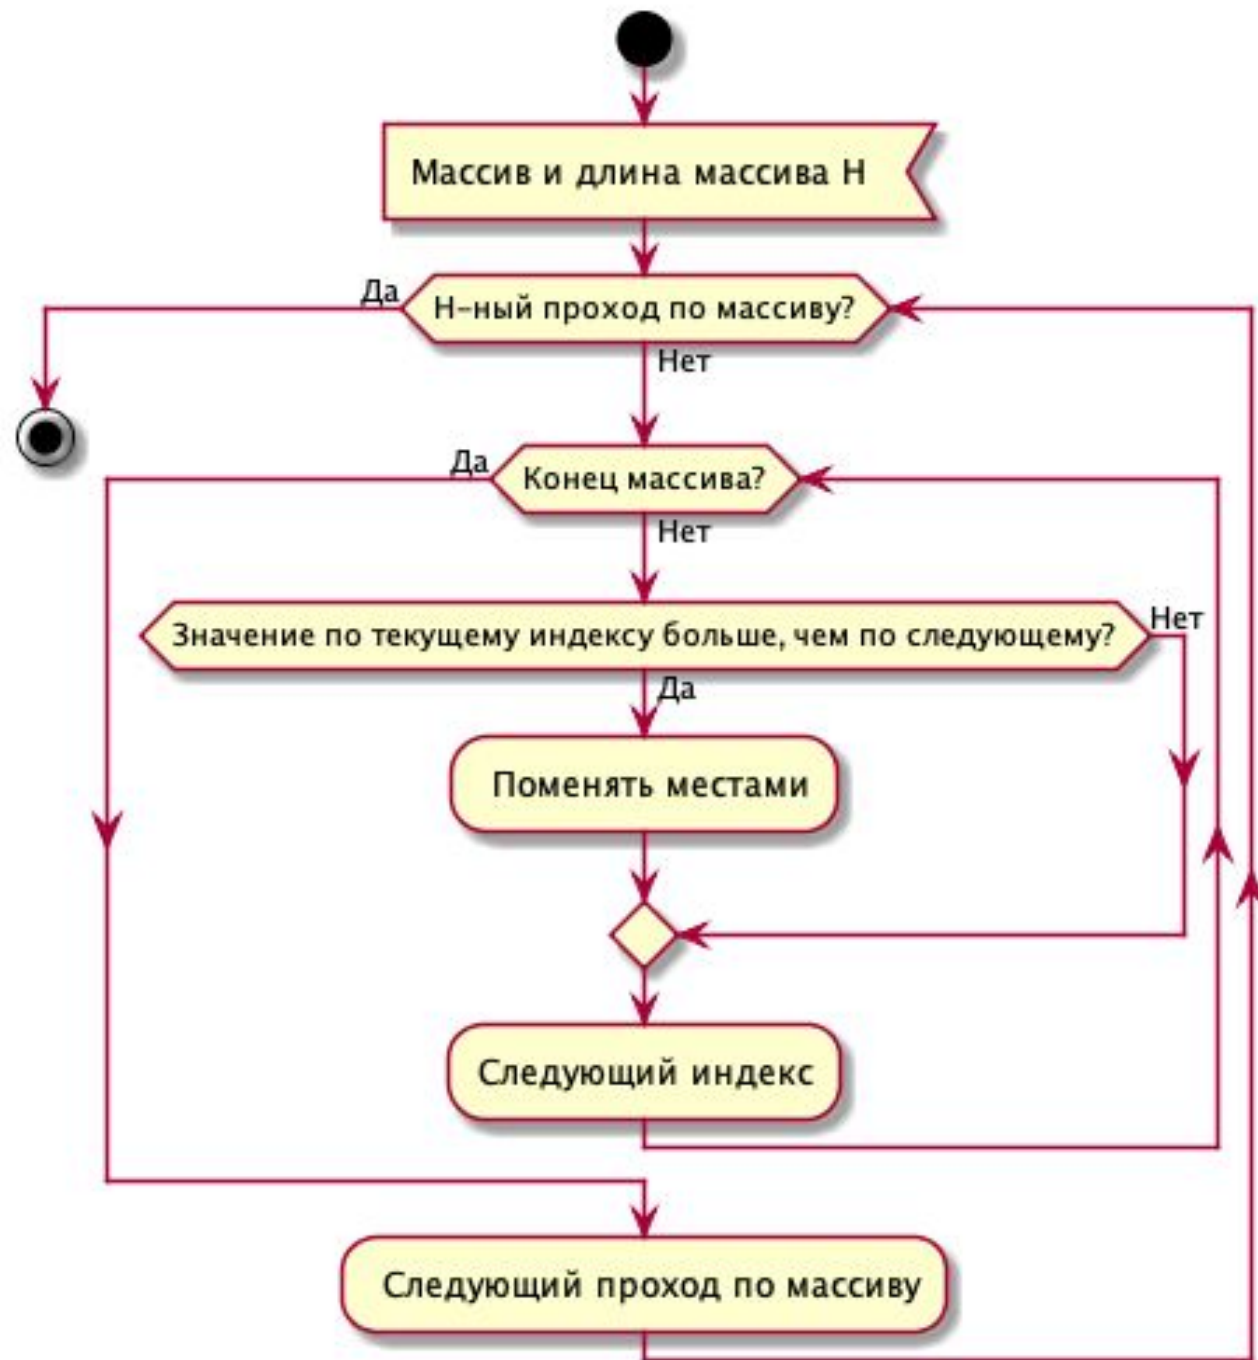 Массив и длина массива Н
Да
Н-ный проход по массиву?
Нет
Да
Конец массива?
Нет
Значение по текущему индексу больше, чем по следующему?
Нет
Да
Поменять местами
Следующий индекс
Следующий проход по массиву